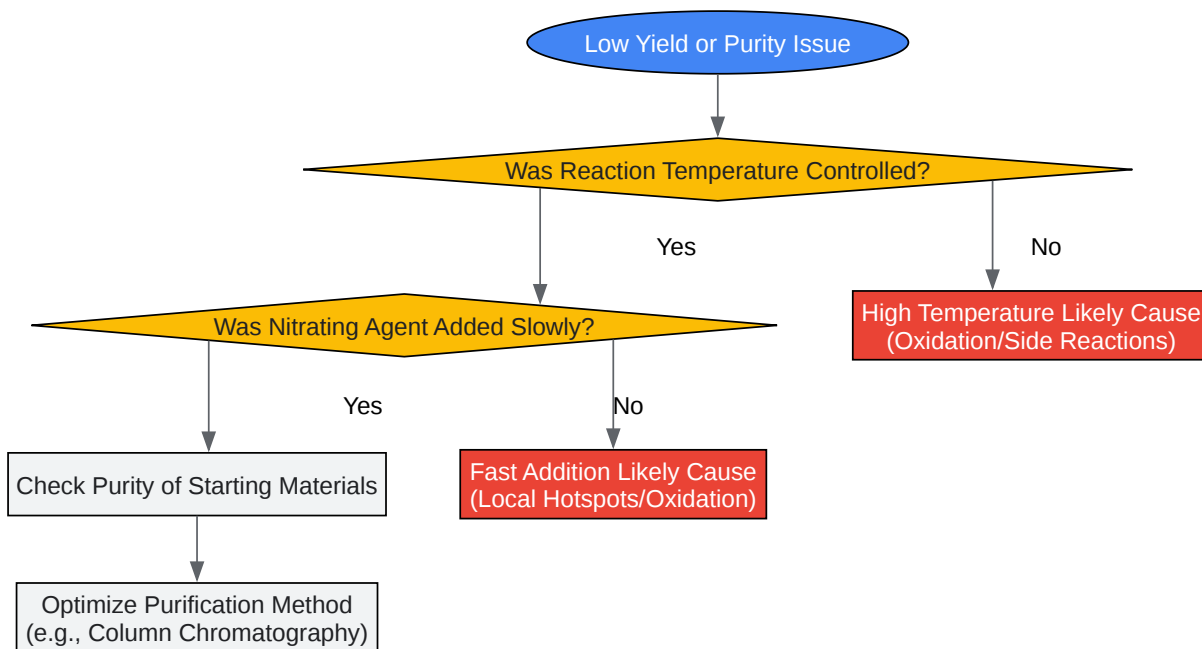 Low Yield or Purity Issue
Was Reaction Temperature Controlled?
Yes
No
Was Nitrating Agent Added Slowly?
High Temperature Likely Cause
(Oxidation/Side Reactions)
Yes
No
Check Purity of Starting Materials
Fast Addition Likely Cause
(Local Hotspots/Oxidation)
Optimize Purification Method
(e.g., Column Chromatography)